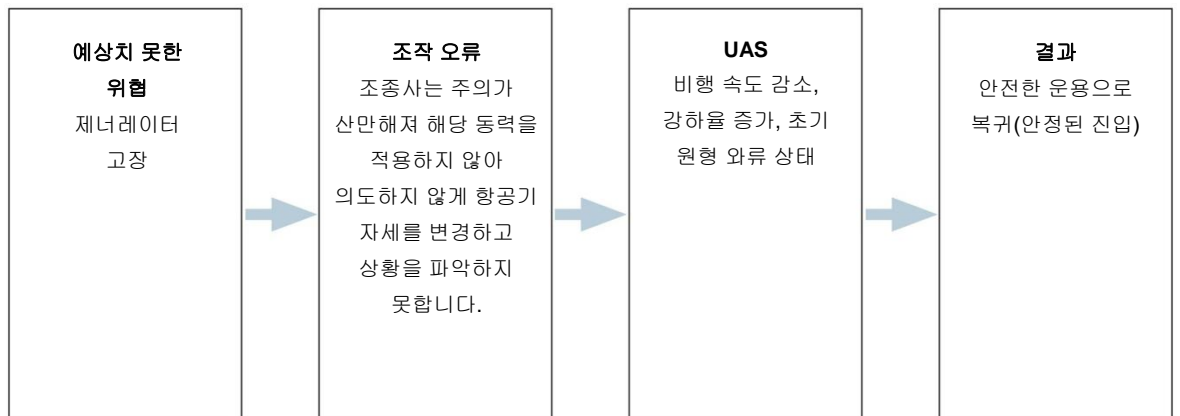 예상치 못한
위협
제너레이터
고장
조작 오류
조종사는 주의가
산만해져 해당 동력을
적용하지 않아
의도하지 않게 항공기
자세를 변경하고
상황을 파악하지
못합니다.
UAS
비행 속도 감소,
강하율 증가, 초기
원형 와류 상태
결과
안전한 운용으로
복귀(안정된 진입)